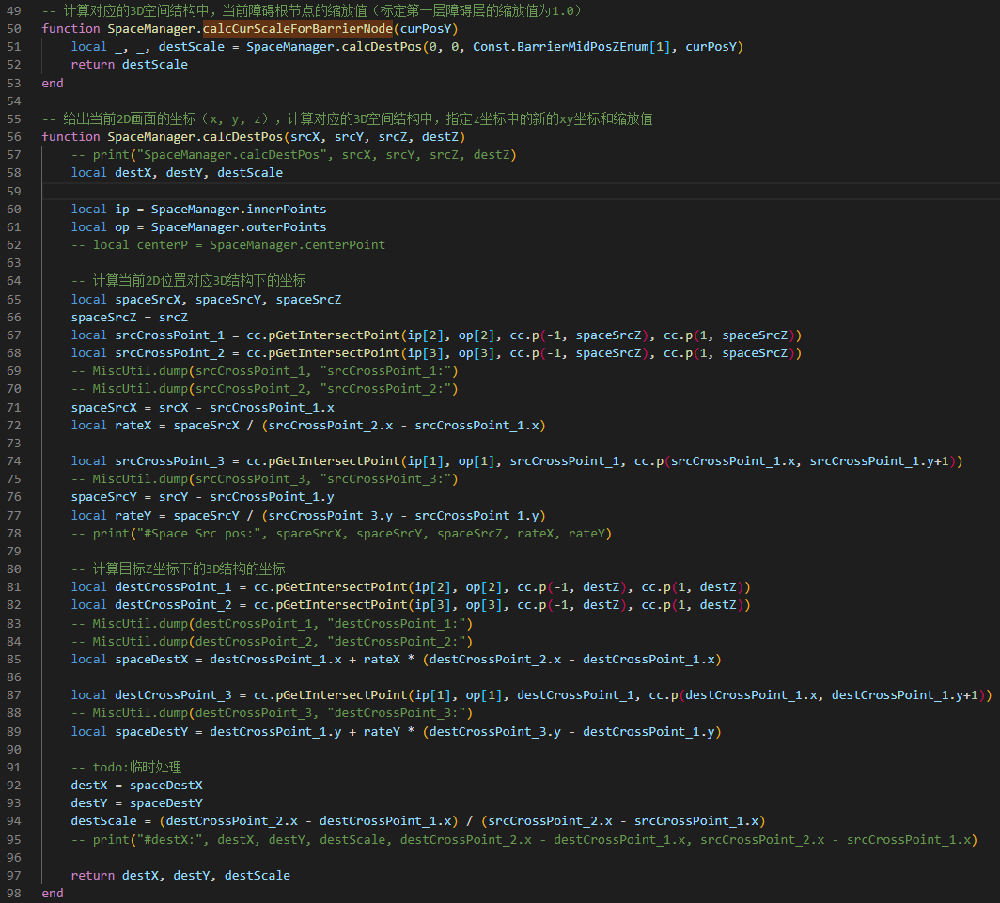 49 -- 计算对应的3D空间结构中，当前障碍根节点的缩放值（标定第一层障碍层的缩放值为1.0）
50 function SpaceManager.calcCurScaleForBarrierNode(curPosY)
51 local _, _, destScale = SpaceManager.calcDestPos(0, 0, Const.BarrierMidPosZEnum[1], curPosY)
52 return destScale
53 end
54
55 -- 给出当前2D画面的坐标（x, y, z），计算对应的3D空间结构中，指定z坐标中的新的xy坐标和缩放值
56 function SpaceManager.calcDestPos(srcX, srcY, srcZ, destZ)
57 -- print("SpaceManager.calcDestPos", srcX, srcY, srcZ, destZ)
58 local destX, destY, destScale
59
60 local ip = SpaceManager.innerPoints
61 local op = SpaceManager.outerPoints
62 -- local centerP = SpaceManager.centerPoint
63
64 -- 计算当前2D位置对应3D结构下的坐标
65 local spaceSrcX, spaceSrcY, spaceSrcZ
66 spaceSrcZ = srcZ
67 local srcCrossPoint_1 = cc.pGetIntersectPoint(ip[2], op[2], cc.p(-1, spaceSrcZ), cc.p(1, spaceSrcZ))
68 local srcCrossPoint_2 = cc.pGetIntersectPoint(ip[3], op[3], cc.p(-1, spaceSrcZ), cc.p(1, spaceSrcZ))
69 -- MiscUtil.dump(srcCrossPoint_1, "srcCrossPoint_1:")
70 -- MiscUtil.dump(srcCrossPoint_2, "srcCrossPoint_2:")
71 spaceSrcX = srcX - srcCrossPoint_1.x
72 local rateX = spaceSrcX / (srcCrossPoint_2.x - srcCrossPoint_1.x)
73
74 local srcCrossPoint_3 = cc.pGetIntersectPoint(ip[1], op[1], srcCrossPoint_1, cc.p(srcCrossPoint_1.x, srcCrossPoint_1.y+1))
75 -- MiscUtil.dump(srcCrossPoint_3, "srcCrossPoint_3:")
76 spaceSrcY = srcY - srcCrossPoint_1.y
77 local rateY = spaceSrcY / (srcCrossPoint_3.y - srcCrossPoint_1.y)
78 -- print("#Space Src pos:", spaceSrcX, spaceSrcY, spaceSrcZ, rateX, rateY)
79
80 -- 计算目标Z坐标下的3D结构的坐标
81 local destCrossPoint_1 = cc.pGetIntersectPoint(ip[2], op[2], cc.p(-1, destZ), cc.p(1, destZ))
82 local destCrossPoint_2 = cc.pGetIntersectPoint(ip[3], op[3], cc.p(-1, destZ), cc.p(1, destZ))
83 -- MiscUtil.dump(destCrossPoint_1, "destCrossPoint_1:")
84 -- MiscUtil.dump(destCrossPoint_2, "destCrossPoint_2:")
85 local spaceDestX = destCrossPoint_1.x + rateX * (destCrossPoint_2.x - destCrossPoint_1.x)
86
87 local destCrossPoint_3 = cc.pGetIntersectPoint(ip[1], op[1], destCrossPoint_1, cc.p(destCrossPoint_1.x, destCrossPoint_1.y+1))
88 -- MiscUtil.dump(destCrossPoint_3, "destCrossPoint_3:")
89 local spaceDestY = destCrossPoint_1.y + rateY * (destCrossPoint_3.y - destCrossPoint_1.y)
90
91 -- todo:临时处理
92 destX = spaceDestX
93 destY = spaceDestY
94 destScale = (destCrossPoint_2.x - destCrossPoint_1.x) / (srcCrossPoint_2.x - srcCrossPoint_1.x)
95 -- print("#destX:", destX, destY, destScale, destCrossPoint_2.x - destCrossPoint_1.x, srcCrossPoint_2.x - srcCrossPoint_1.x)
96
97 return destX, destY, destScale
98 end